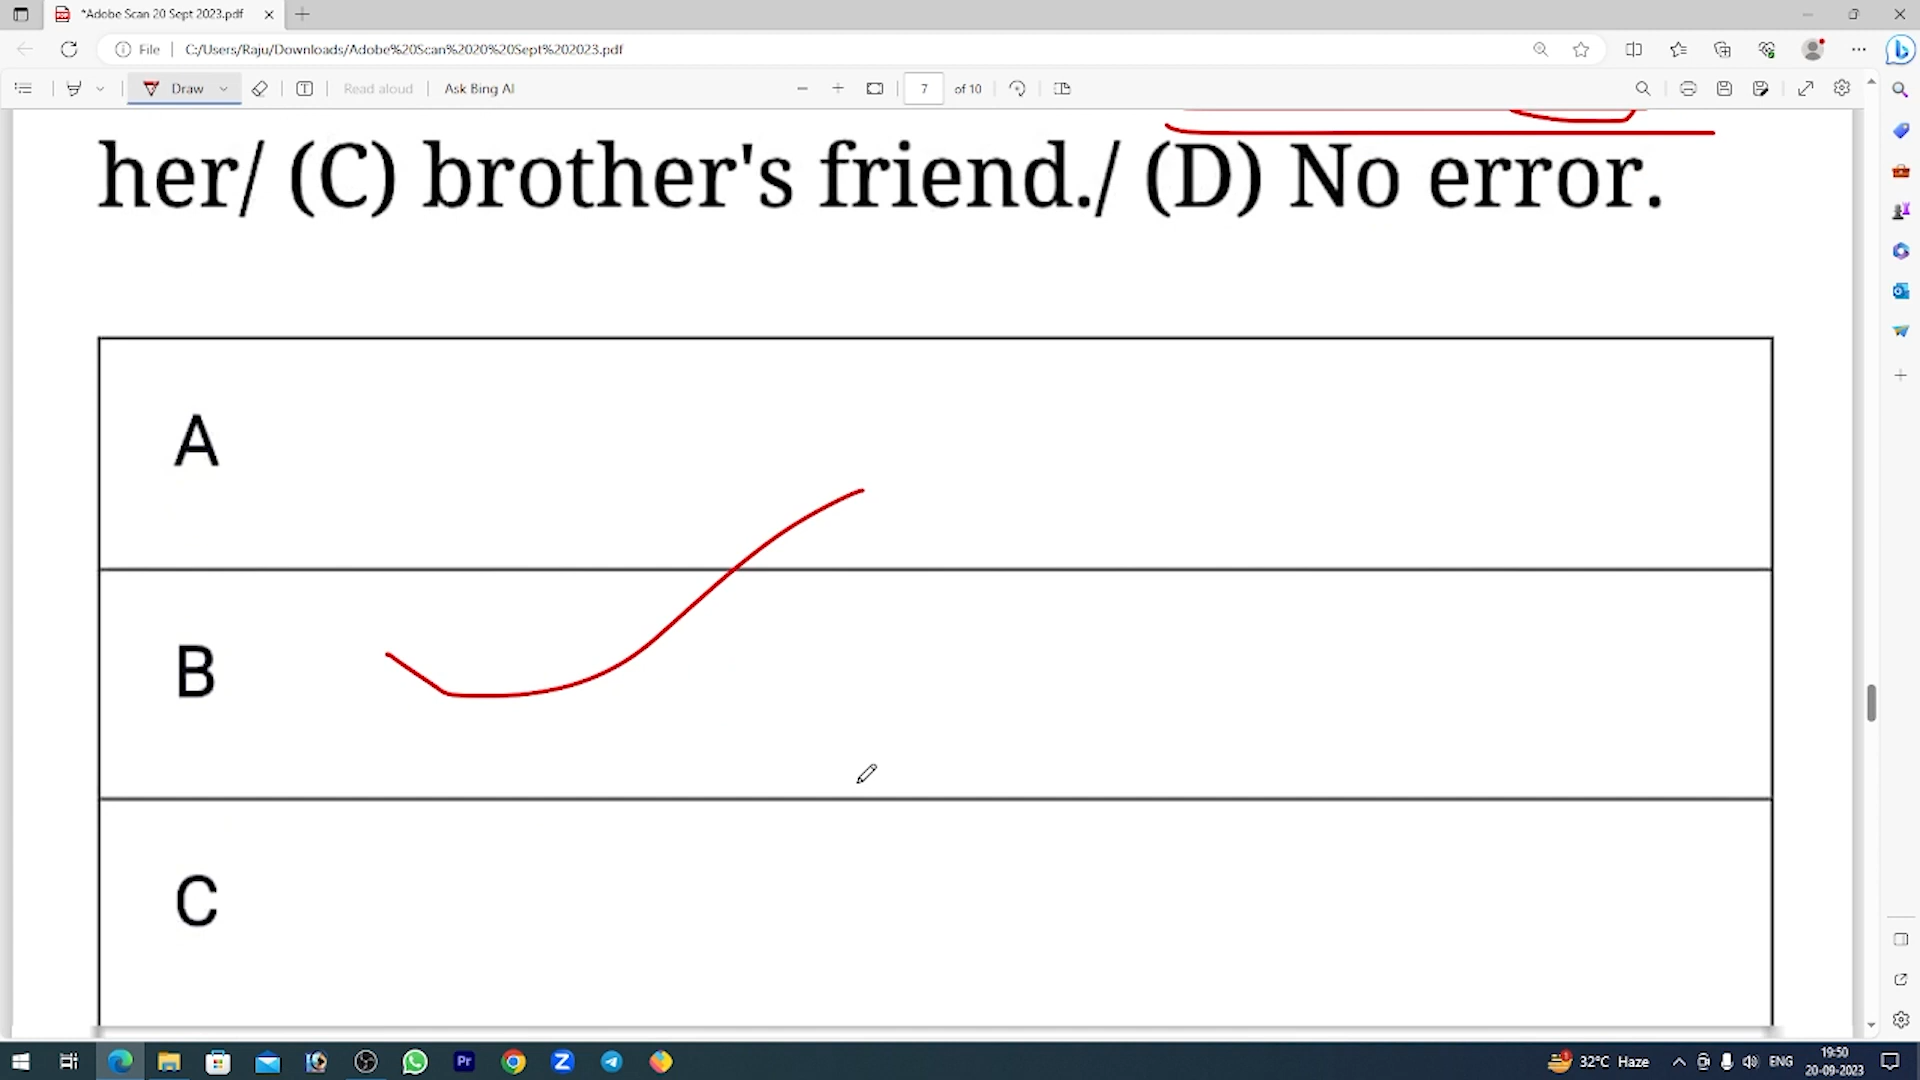 *Adobe Scan 20 Sept 2023.pdf
File
C:/Users/Raju/Downloads/Adobe%20Scan%2020%20Sept%202023.pdf
Draw
Read aloud
Ask Bing AI
7 of 10
her/ (C) brother's friend./ (D) No error.
A
B
C
Pr
Z
32°C Haze
ENG
19:50
20-09-2023